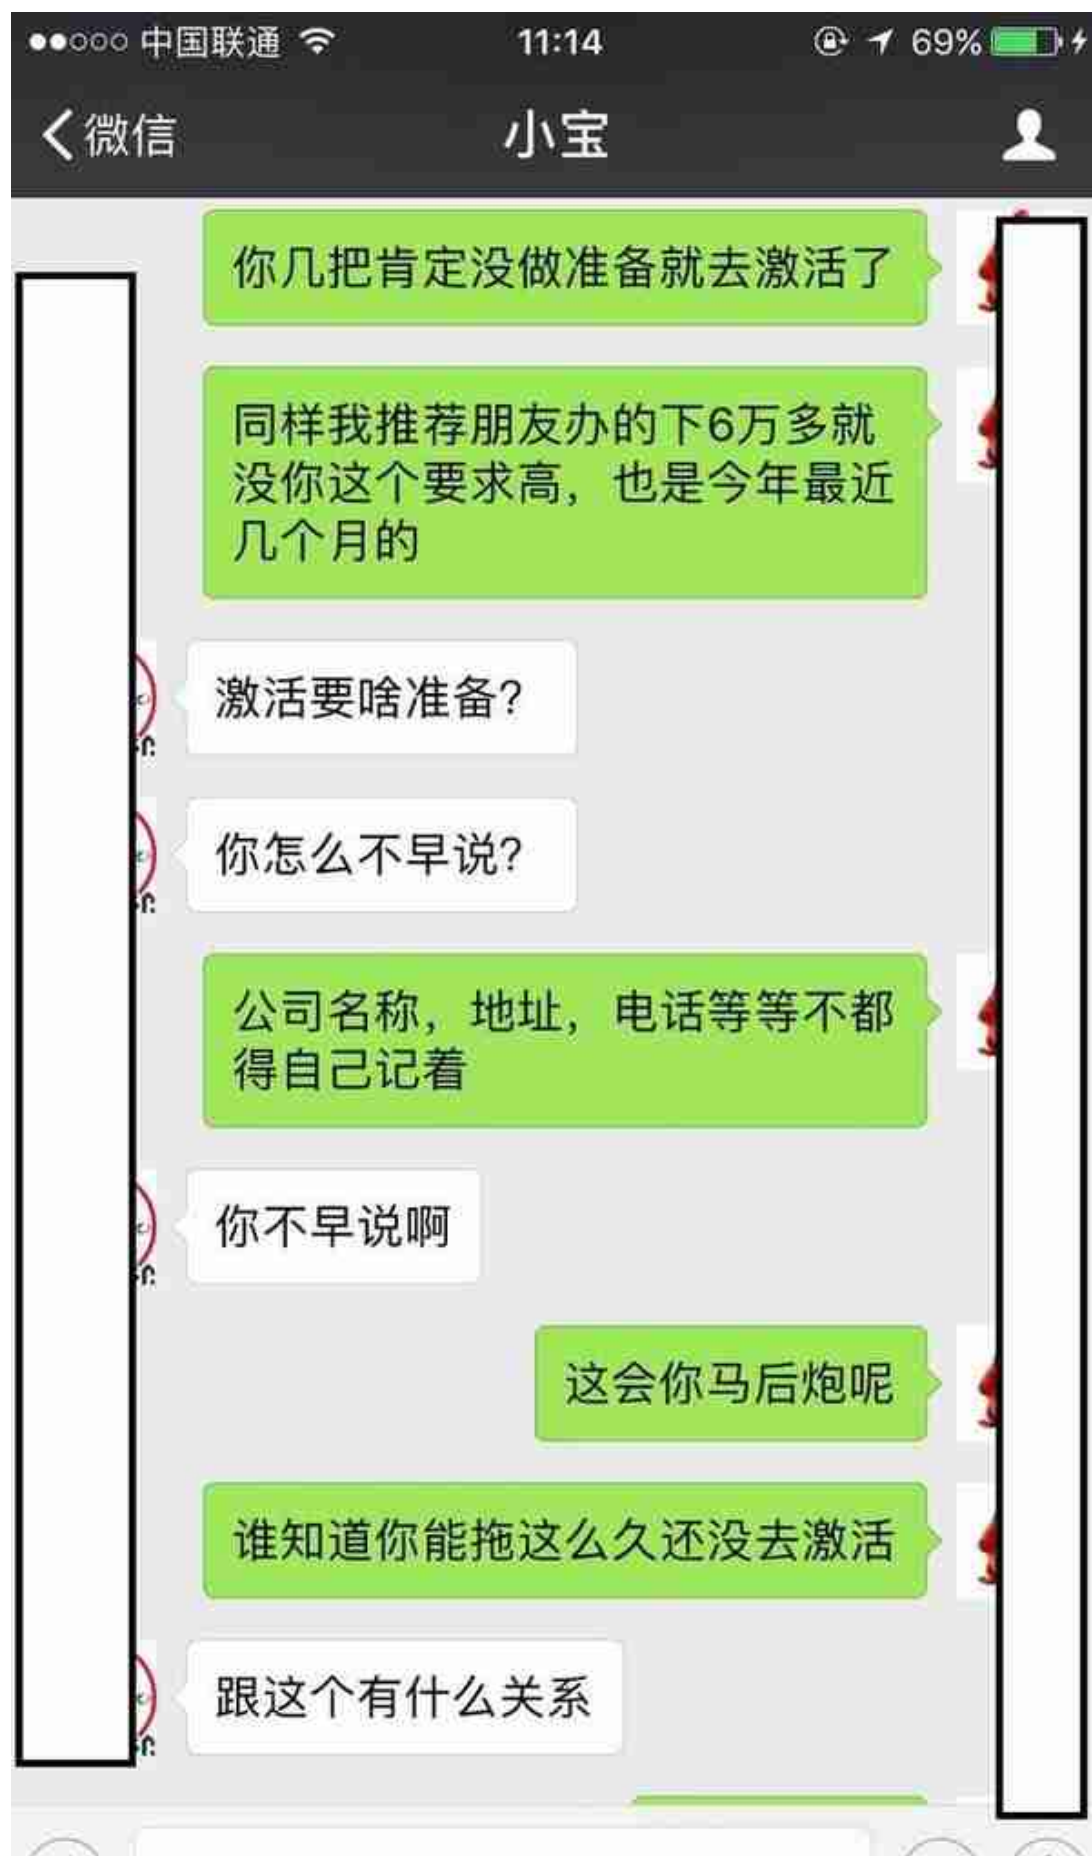 中国联通
11:14
69%
微信
小宝
你几把肯定没做准备就去激活了
同样我推荐朋友办的下6万多就
没你这个要求高，也是今年最近
几个月的
激活要啥准备？
你怎么不早说？
公司名称，地址，电话等等不都
得自己记着
你不早说啊
这会你马后炮呢
谁知道你能拖这么久还没去激活
跟这个有什么关系